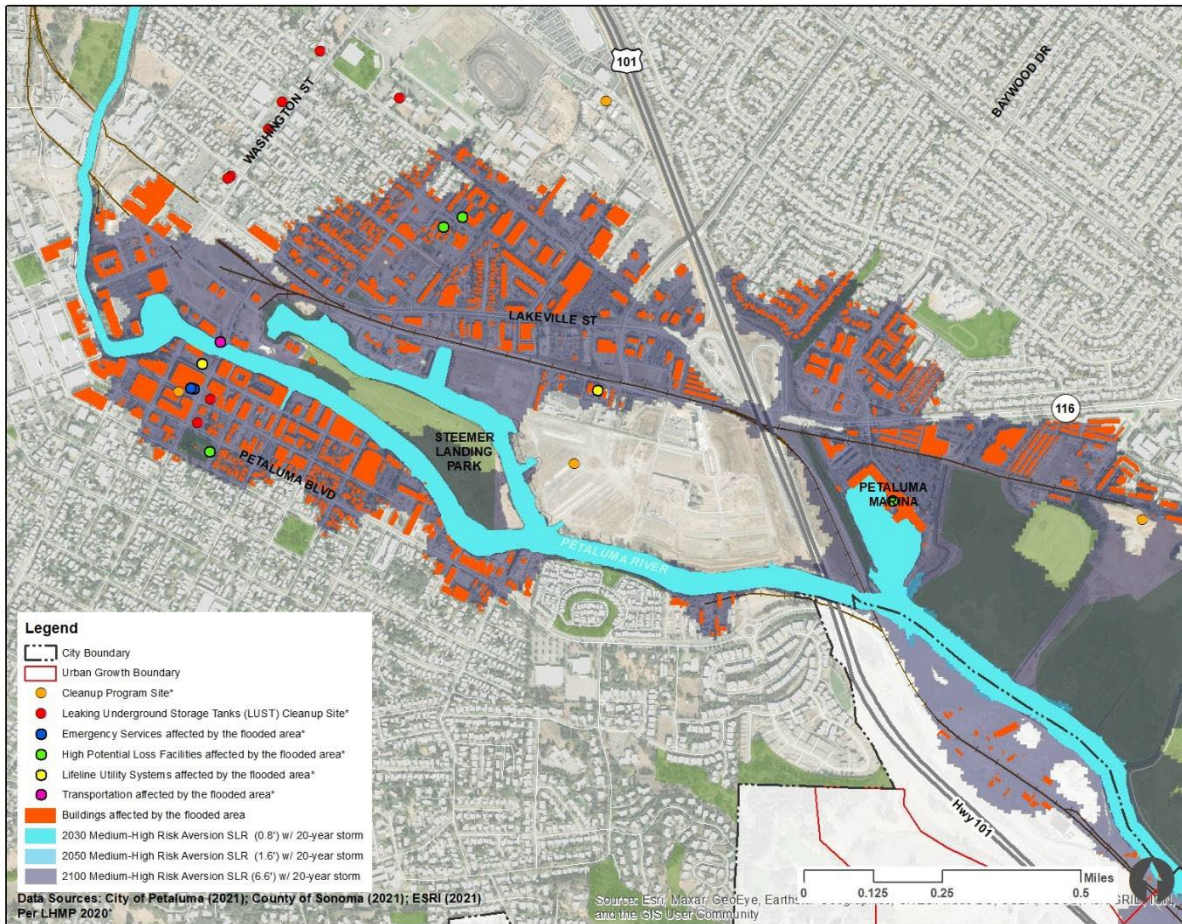 101
BAYWOOD DR
WASHINGTON ST
LAKEVILLE ST
116
STEEMER
LANDING
PARK
PETALUMA
MARINA
PETALUMA BLVD
PETALUMA RIVER
Hwy 101
Legend
City Boundary
Urban Growth Boundary
Cleanup Program Site*
Leaking Underground Storage Tanks (LUST) Cleanup Site*
Emergency Services affected by the flooded area*
High Potential Loss Facilities affected by the flooded area*
Lifeline Utility Systems affected by the flooded area*
Transportation affected by the flooded area*
Buildings affected by the flooded area
2030 Medium-High Risk Aversion SLR (0.8') w/ 20-year storm
2050 Medium-High Risk Aversion SLR (1.6') w/ 20-year storm
2100 Medium-High Risk Aversion SLR (6.6') w/ 20-year storm
Miles
0 0.125 0.25 0.5
Data Sources: City of Petaluma (2021); County of Sonoma (2021); ESRI (2021)
Per LHMP 2020*
Source: Esri, Maxar, GeoEye,
and the GIS User Community